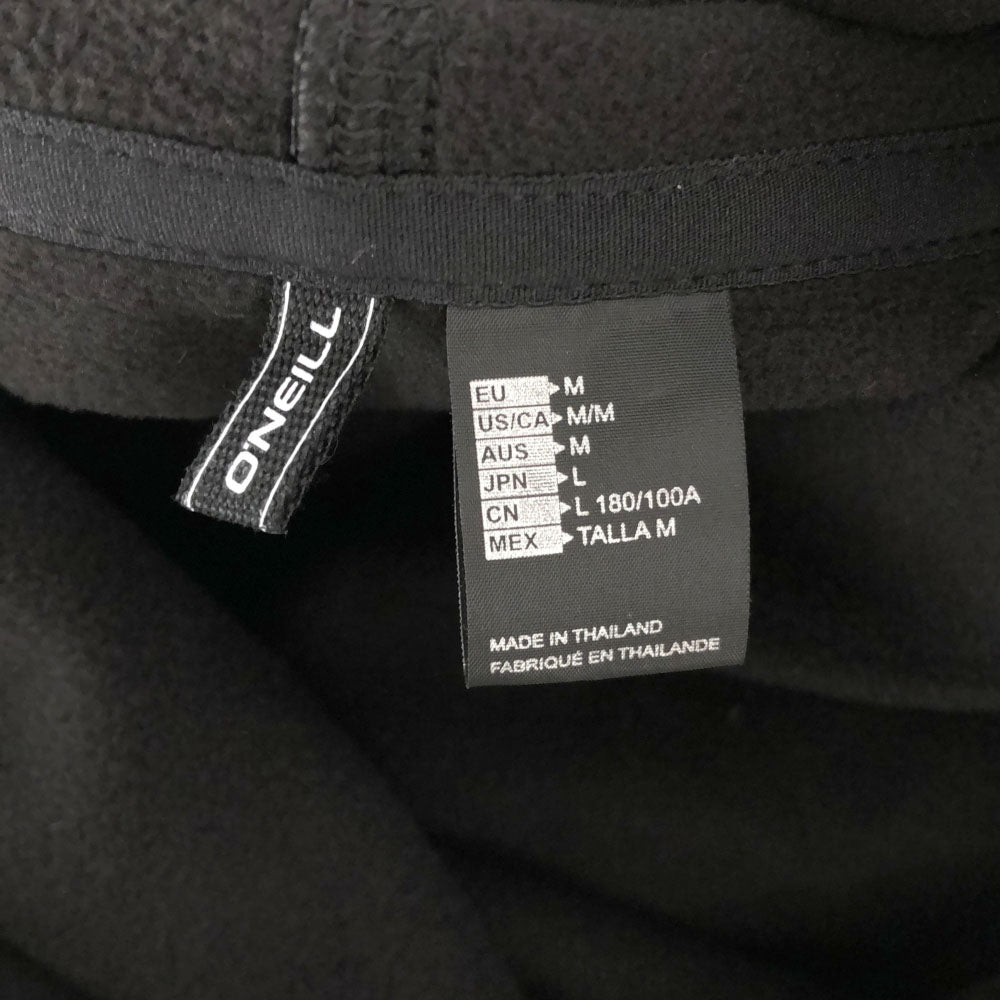 O'NEILL
EU M
US/CA M/M
AUS M
JPN L
CN L 180/100A
MEX TALLA M
MADE IN THAILAND
FABRIQUÉ EN THAILANDE